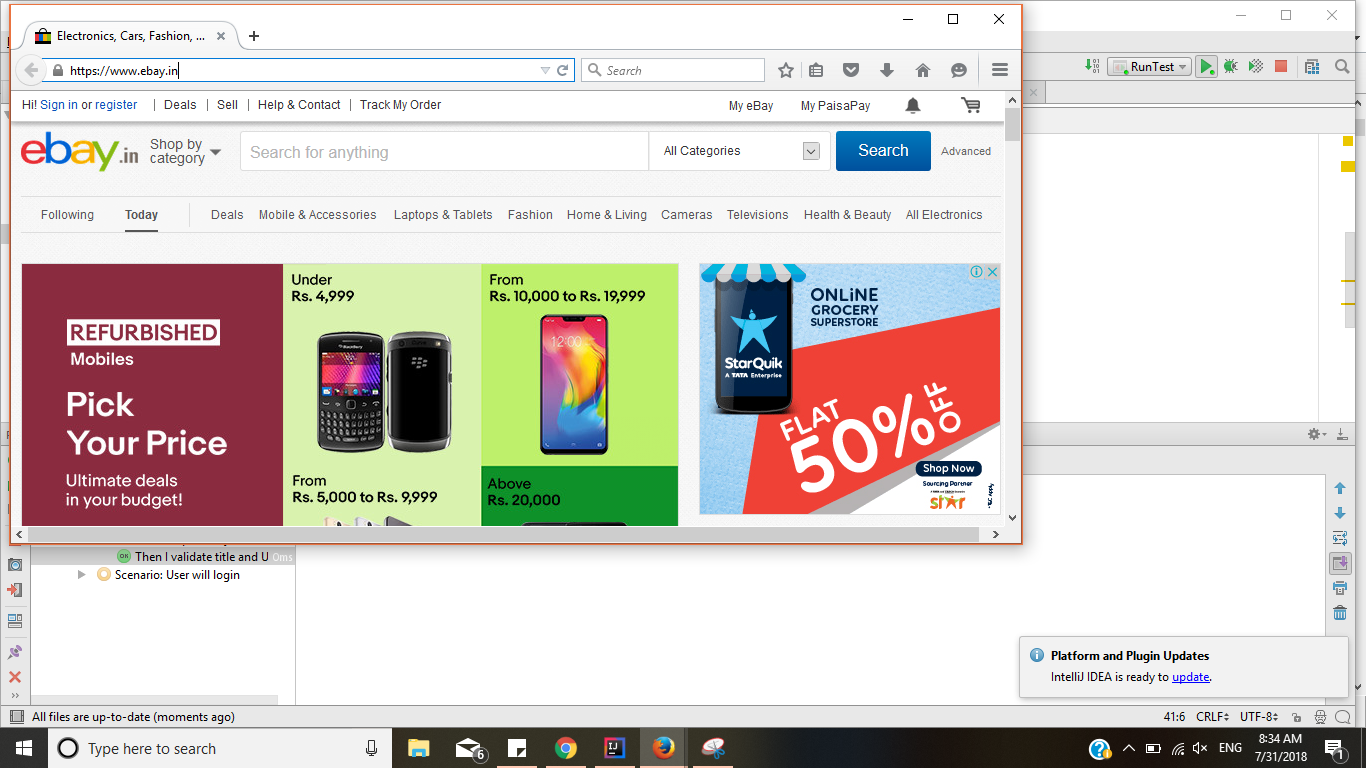 Electronics, Cars, Fashion, ...
https://www.ebay.in
Search
RunTest
Hi! Sign in or register | Deals | Sell | Help & Contact | Track My Order
My eBay My PaisaPay
ebay.in
Shop by
category
Search for anything
All Categories
Search
Advanced
Following Today Deals Mobile & Accessories Laptops & Tablets Fashion Home & Living Cameras Televisions Health & Beauty All Electronics
REFURBISHED
Mobiles
Pick
Your Price
Ultimate deals
in your budget!
Under
Rs. 4,999
BlackBerry
From
Rs. 5,000 to Rs. 9,999
From
Rs. 10,000 to Rs. 19,999
12:00
Above
Rs. 20,000
ONLiNE
GROCERY
SUPERSTORE
StarQuik
A TATA Enterprise
FLAT
50% OFF
Shop Now
Sourcing Partner
star
Then I validate title and U 0ms
Scenario: User will login
Platform and Plugin Updates
IntelliJ IDEA is ready to update.
All files are up-to-date (moments ago)
41:6 CRLF UTF-8
Type here to search
6
ENG
8:34 AM
7/31/2018
1